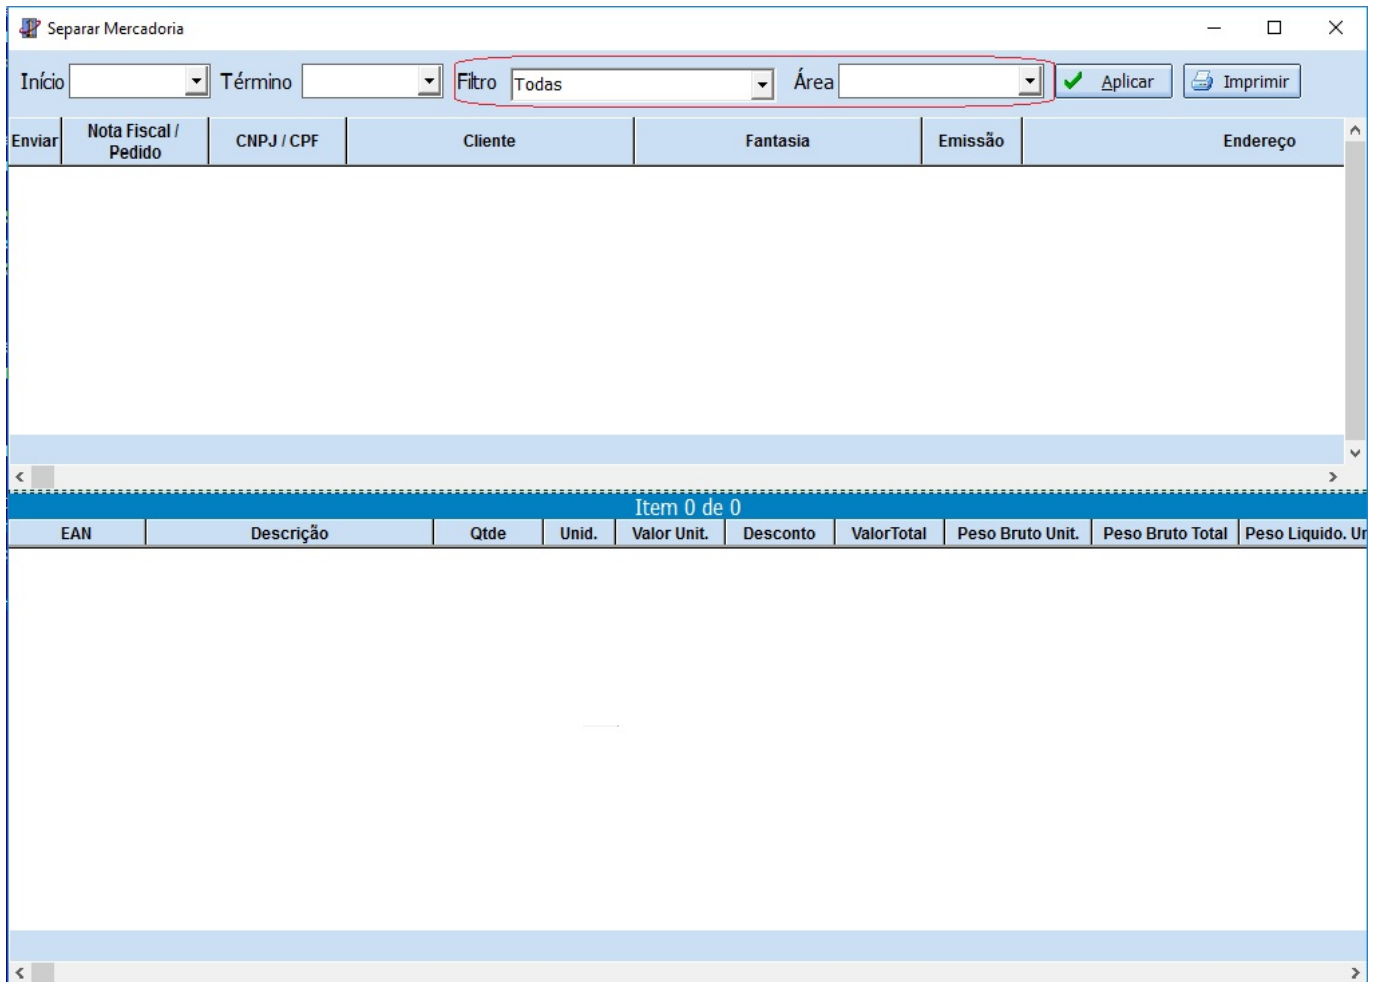 Separar Mercadoria
Início Término Filtro Todas Área Aplicar Imprimir
Enviar Nota Fiscal / Pedido CNPJ / CPF Cliente Fantasia Emissão Endereço
Item 0 de 0
EAN Descrição Qtde Unid. Valor Unit. Desconto ValorTotal Peso Bruto Unit. Peso Bruto Total Peso Liquido. Ur